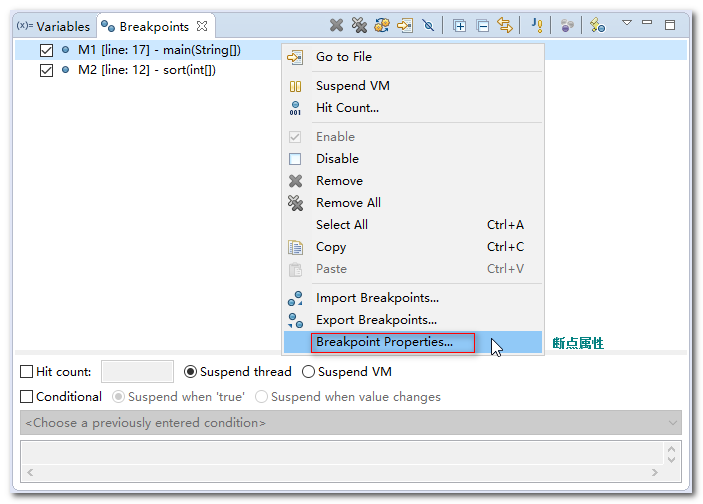 (x)= Variables Breakpoints
M1 [line: 17] - main(String[])
M2 [line: 12] - sort(int[])
Go to File
Suspend VM
001 Hit Count...
Enable
Disable
Remove
Remove All
Select All Ctrl+A
Copy Ctrl+C
Paste Ctrl+V
Import Breakpoints...
Export Breakpoints...
Breakpoint Properties... 断点属性
Hit count: Suspend thread Suspend VM
Conditional Suspend when 'true' Suspend when value changes
<Choose a previously entered condition>